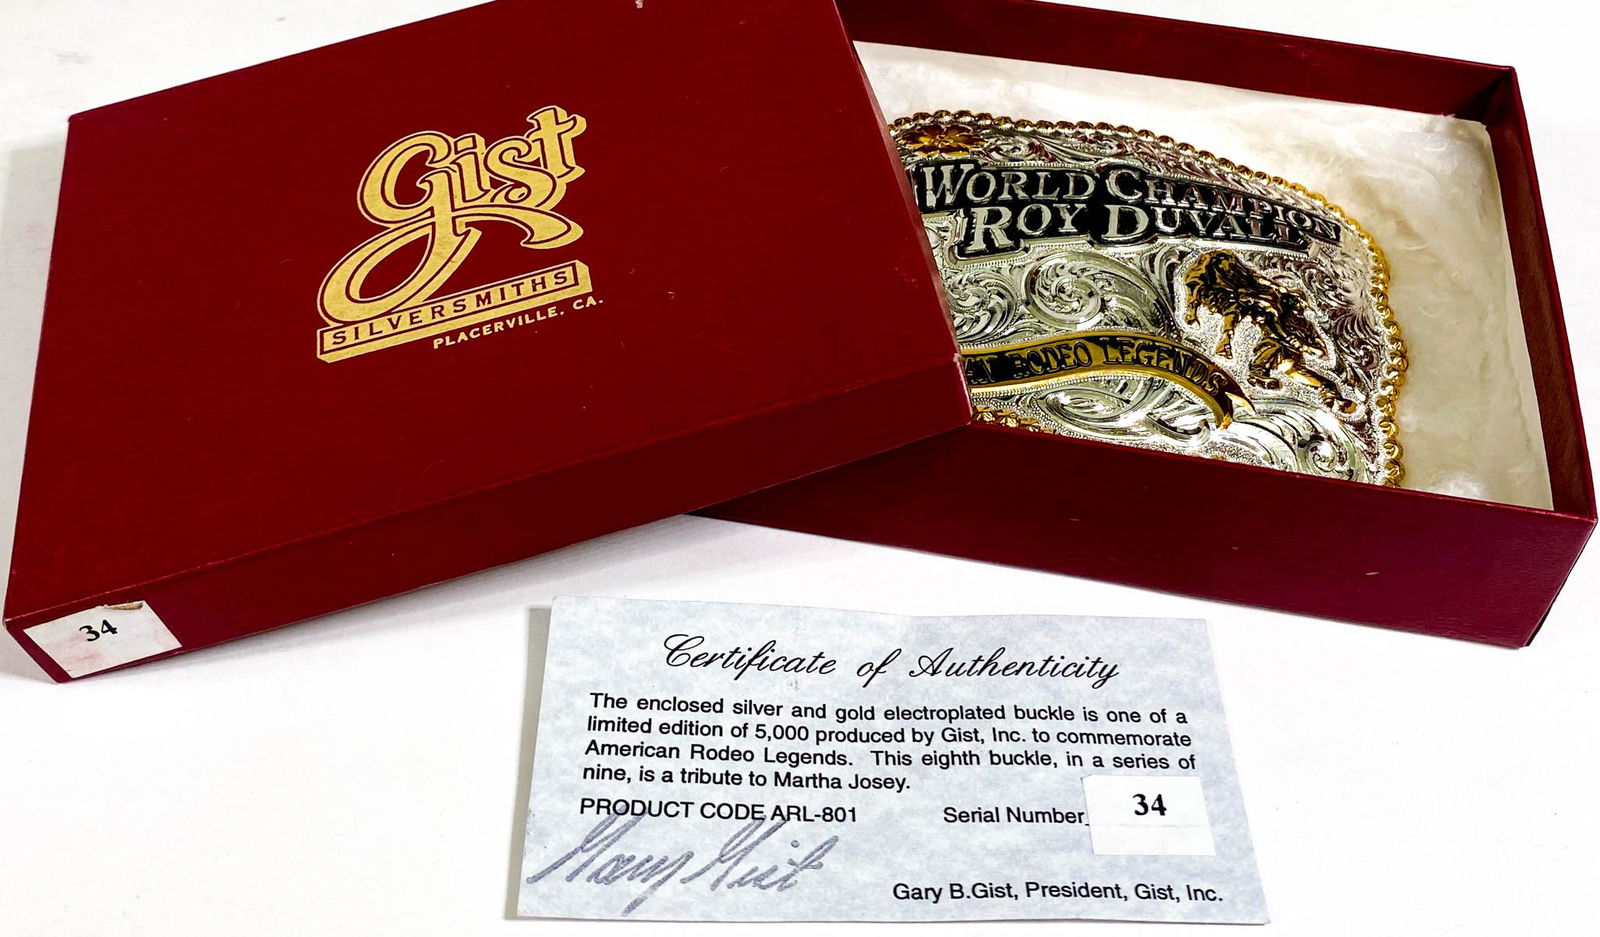 Gist
SILVERSMITHS
PLACERVILLE, CA.
34
WORLD CHAMPION
ROY DUVALL
RODEO LEGENDS
Certificate of Authenticity
The enclosed silver and gold electroplated buckle is one of a
limited edition of 5,000 produced by Gist, Inc. to commemorate
American Rodeo Legends. This eighth buckle, in a series of
nine, is a tribute to Martha Josey.
PRODUCT CODE ARL-801 Serial Number 34
Gary Gist
Gary B.Gist, President, Gist, Inc.